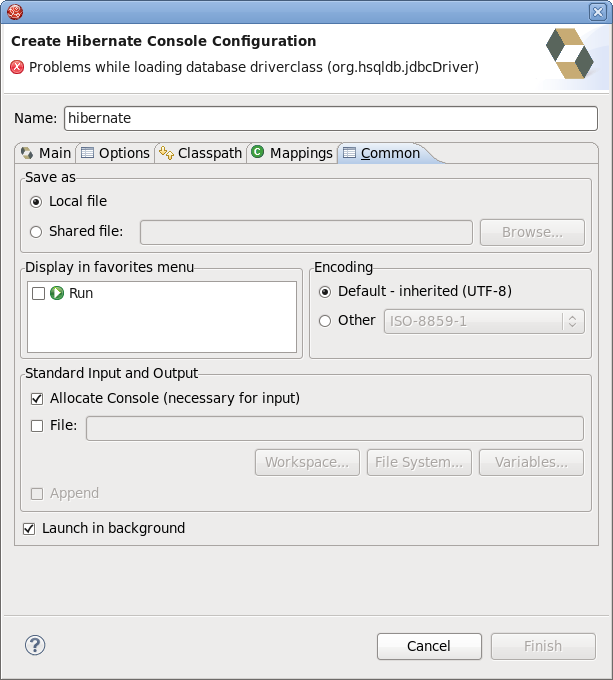 Create Hibernate Console Configuration
Problems while loading database driverclass (org.hsqldb.jdbcDriver)
Name: hibernate
Main Options Classpath C Mappings Common
Save as
Local file
Shared file: Browse...
Display in favorites menu Encoding
Run Default - inherited (UTF-8)
Other ISO-8859-1
Standard Input and Output
Allocate Console (necessary for input)
File:
Workspace... File System... Variables...
Append
Launch in background
? Cancel Finish